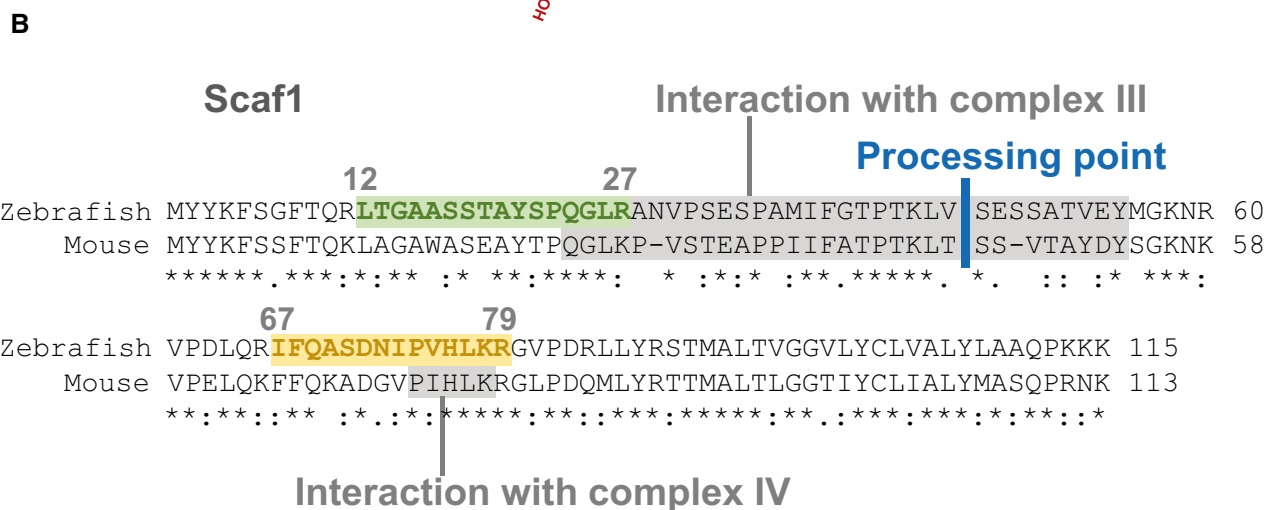 HO
B
Scaf1
Interaction with complex III
Processing point
12 27
Zebrafish MYYKFSGFTQRLTGAASSTAYSPQGLRANVPSESPAMIFGTPTKLV SESSATVEYMGKNR 60
Mouse MYYKFSSFTQKLAGAWASEAYTPQGLKP-VSTEAPPIIFATPTKLT SS-VTAYDYSGKNK 58
******.***:*:** :* **:****: * :*:* :**.*****. *. :: :* ***:
67 79
Zebrafish VPDLQRIFQASDNIPVHLKRGVPDRLLYRSTMALTVGGVLYCLVALYLAAQPKKK 115
Mouse VPELQKFFQKADGVPIHLKRGLPDQMLYRTTMALTLGGTIYCLIALYMASQPRNK 113
**:**::** :*.:*:*****:**::***:*****:**.:***:***:*:**::*
Interaction with complex IV